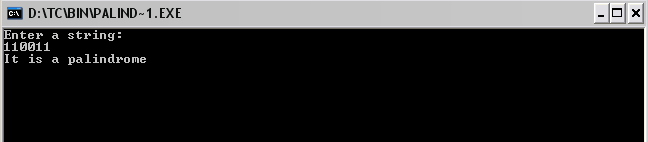 D:\TC\BIN\PALIND~1.EXE
Enter a string:
110011
It is a palindrome